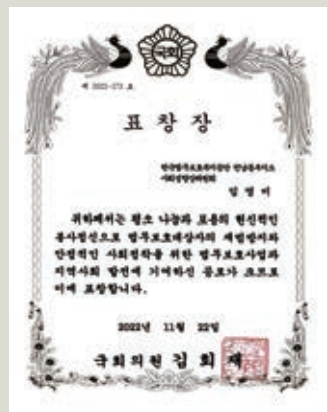 국회
제 2022-273 호
표 창 장
한국법무보호복지공단 전남동부지소
사회성향상위원회
임 영 미
귀하께서는 평소 나눔과 포용의 헌신적인
봉사정신으로 법무보호대상자의 재범방지와
안정적인 사회정착을 위한 법무보호사업과
지역사회 발전에 기여하신 공로가 크므로
이에 표창합니다.
2022년 11월 22일
국회의원 김 회 재